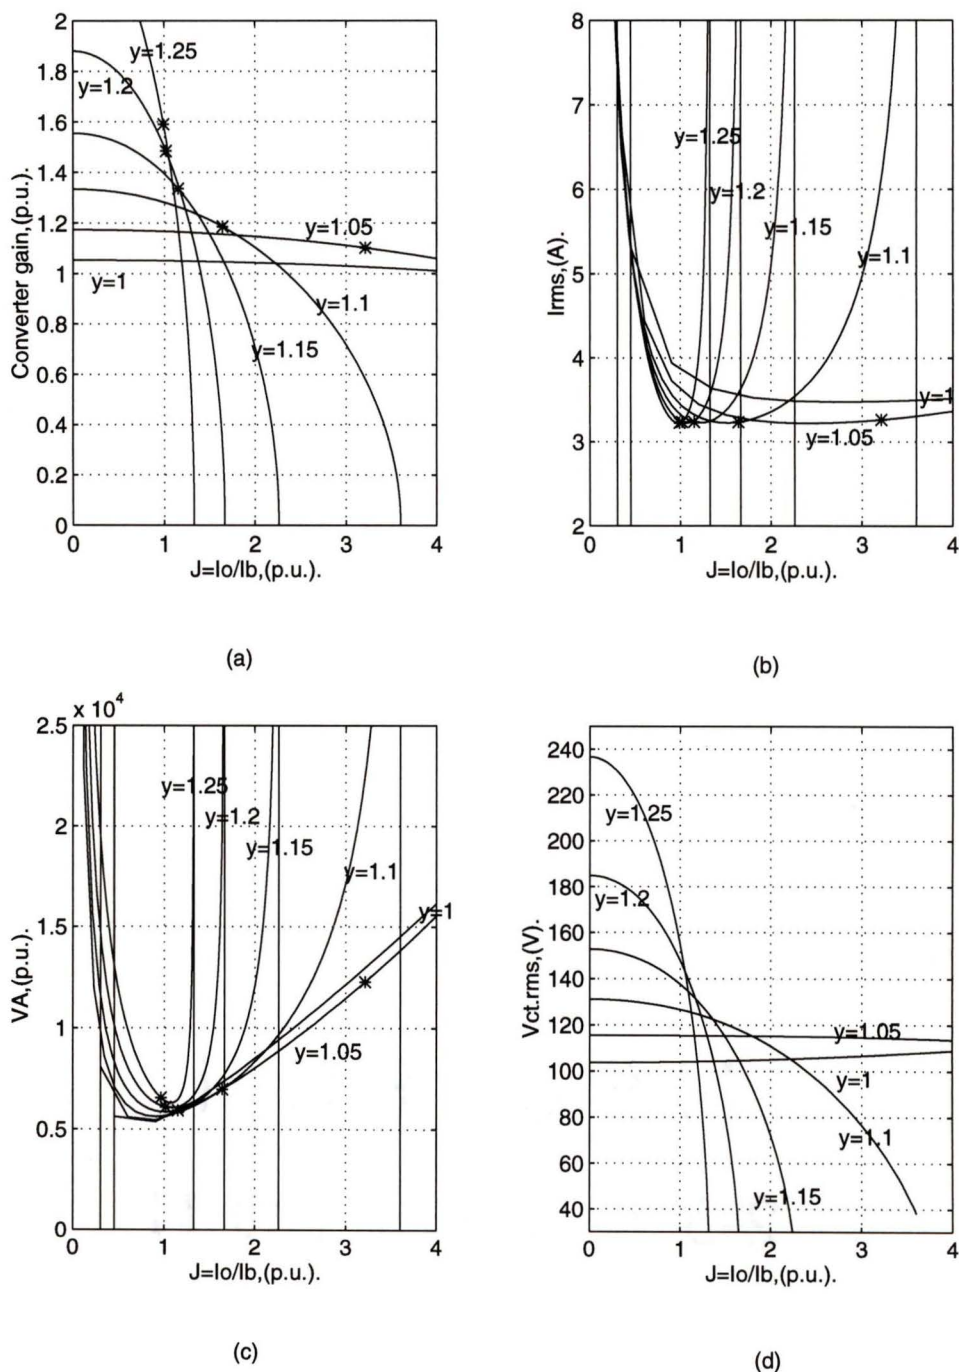 2
1.8
1.6
1.4
1.2
1
0.8
0.6
0.4
0.2
0
Converter gain,(p.u.).
y=1.25
y=1.2
y=1.05
y=1
y=1.1
y=1.15
0 1 2 3 4
J=Io/Ib,(p.u.).
(a)
8
7
6
5
4
3
2
Irms,(A).
y=1.25
y=1.2
y=1.15
y=1.1
y=1
y=1.05
0 1 2 3 4
J=Io/Ib,(p.u.).
(b)
x 10^4
2.5
2
1.5
1
0.5
0
VA,(p.u.).
y=1.25
y=1.2
y=1.15
y=1.1
y=1
y=1.05
0 1 2 3 4
J=Io/Ib,(p.u.).
(c)
240
220
200
180
160
140
120
100
80
60
40
Vct.rms,(V).
y=1.25
y=1.2
y=1.05
y=1
y=1.1
y=1.15
0 1 2 3 4
J=Io/Ib,(p.u.).
(d)